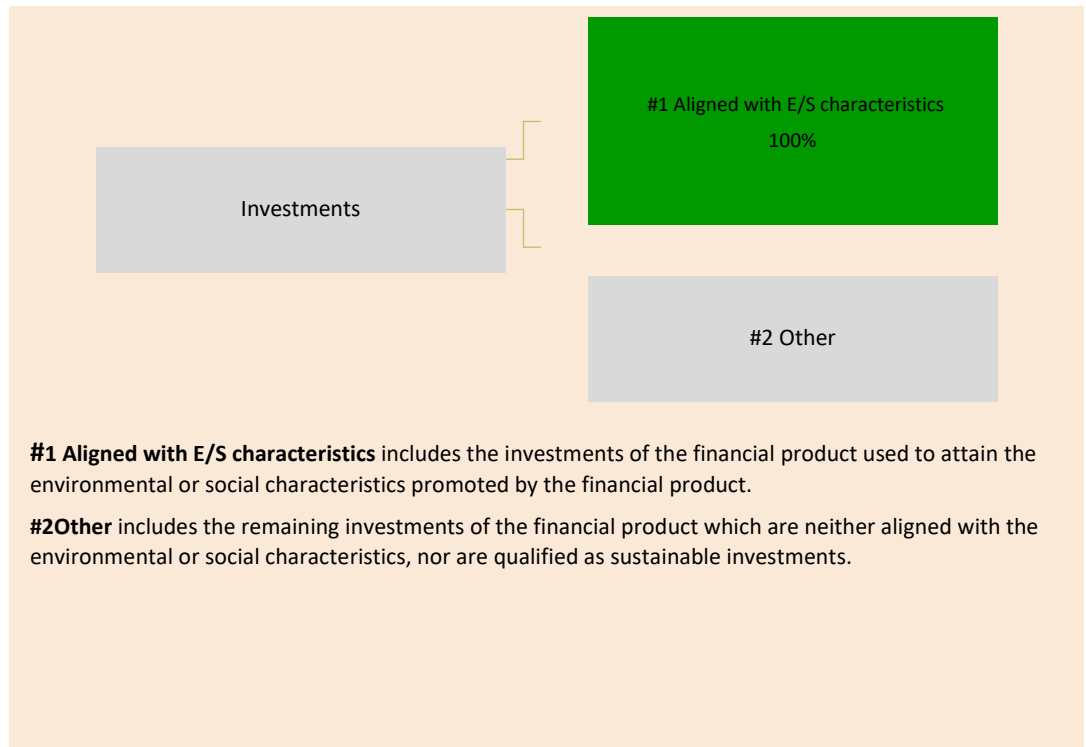 #1 Aligned with E/S characteristics
100%
Investments
#2 Other
#1 Aligned with E/S characteristics includes the investments of the financial product used to attain the
environmental or social characteristics promoted by the financial product.
#2Other includes the remaining investments of the financial product which are neither aligned with the
environmental or social characteristics, nor are qualified as sustainable investments.